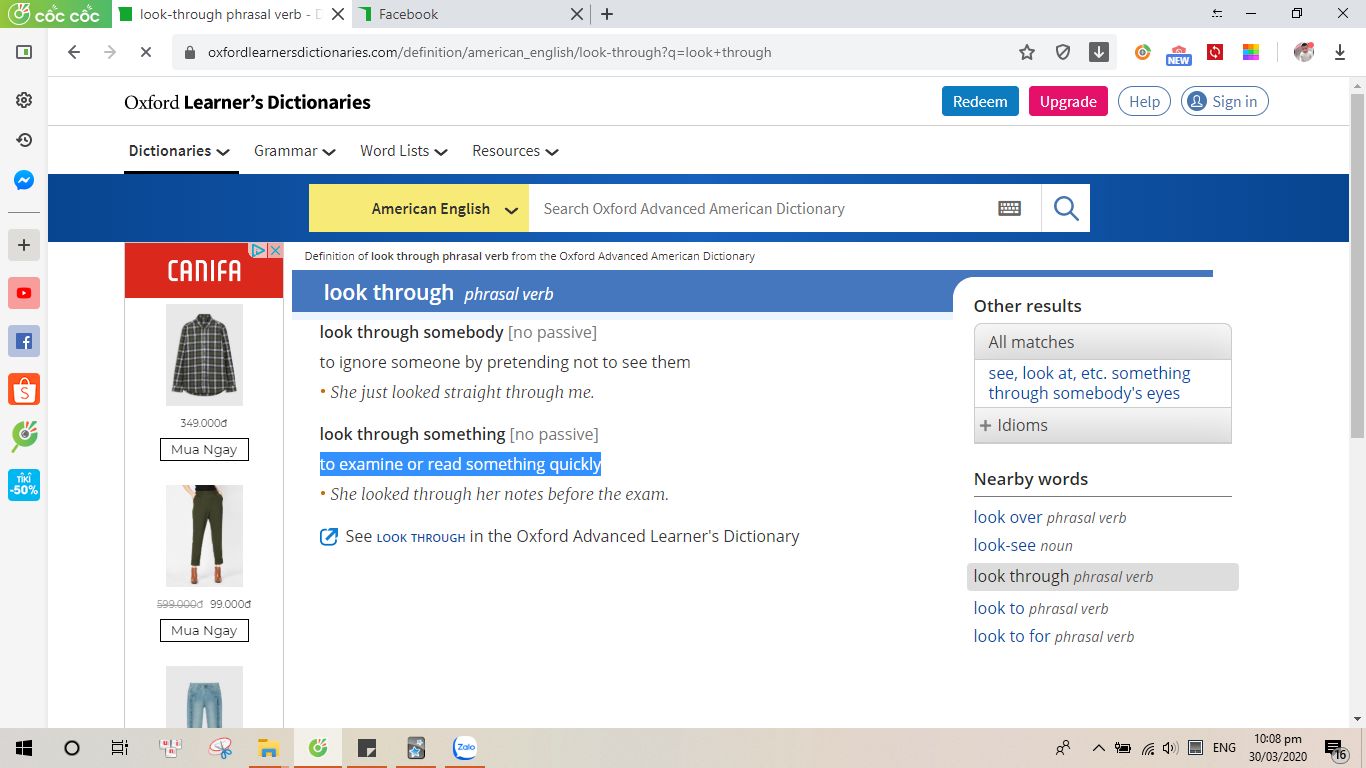 cốc cốc
look-through phrasal verb - D
Facebook
oxfordlearnersdictionaries.com/definition/american_english/look-through?q=look+through
NEW
Oxford Learner's Dictionaries
Redeem
Upgrade
Help
Sign in
Dictionaries
Grammar
Word Lists
Resources
American English
Search Oxford Advanced American Dictionary
CANIFA
349.000đ
Mua Ngay
599.000đ 99.000đ
Mua Ngay
TIKI
-50%
Definition of look through phrasal verb from the Oxford Advanced American Dictionary
look through phrasal verb
look through somebody [no passive]
to ignore someone by pretending not to see them
• She just looked straight through me.
look through something [no passive]
to examine or read something quickly
• She looked through her notes before the exam.
See LOOK THROUGH in the Oxford Advanced Learner's Dictionary
Other results
All matches
see, look at, etc. something
through somebody's eyes
+ Idioms
Nearby words
look over phrasal verb
look-see noun
look through phrasal verb
look to phrasal verb
look to for phrasal verb
Zalo
ENG
10:08 pm
30/03/2020
16